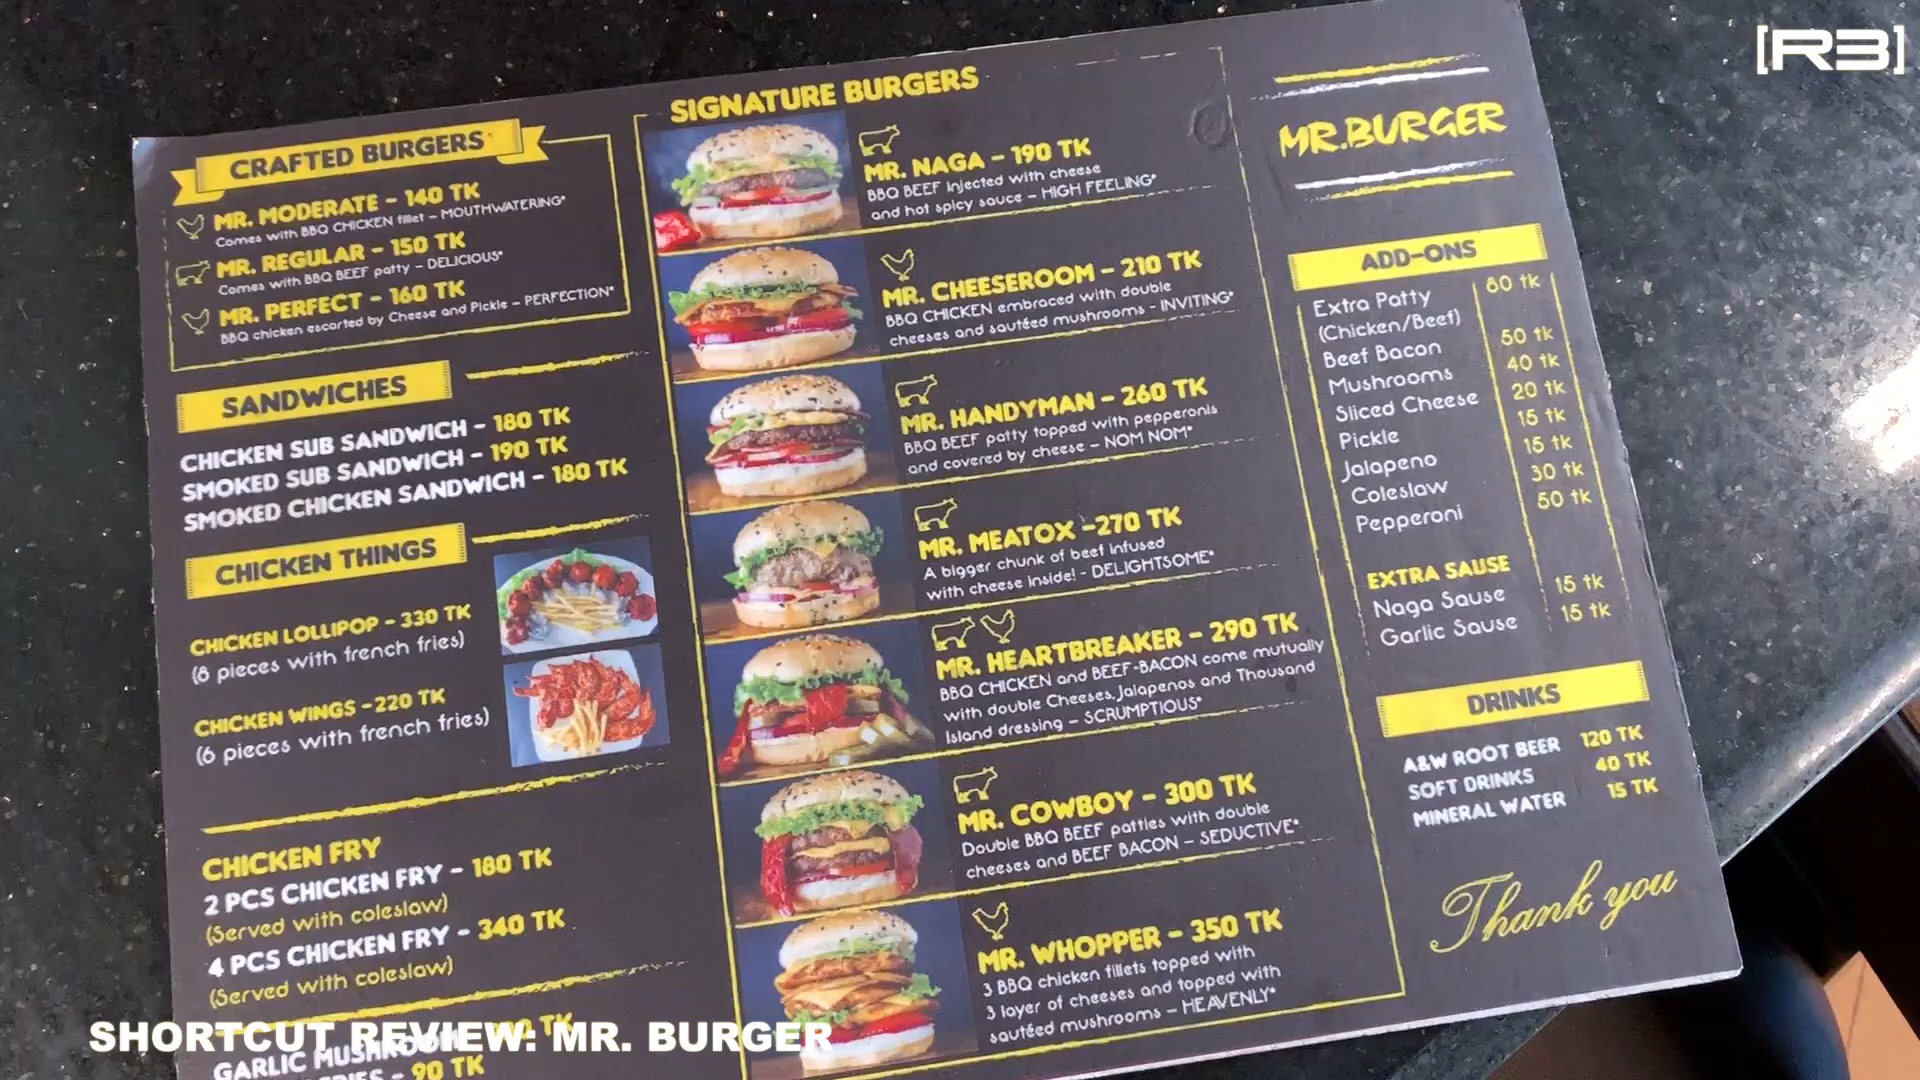 [R3]
CRAFTED BURGERS
MR. MODERATE - 140 TK
Comes with BBQ CHICKEN fillet - MOUTHWATERING*
MR. REGULAR - 150 TK
Comes with BBQ BEEF patty - DELICIOUS*
MR. PERFECT - 160 TK
BBQ chicken escorted by Cheese and Pickle - PERFECTION*
SANDWICHES
CHICKEN SUB SANDWICH - 180 TK
SMOKED SUB SANDWICH - 190 TK
SMOKED CHICKEN SANDWICH - 180 TK
CHICKEN THINGS
CHICKEN LOLLIPOP - 330 TK
(8 pieces with french fries)
CHICKEN WINGS - 220 TK
(6 pieces with french fries)
CHICKEN FRY
2 PCS CHICKEN FRY - 180 TK
(Served with coleslaw)
4 PCS CHICKEN FRY - 340 TK
(Served with coleslaw)
GARLIC MUSHROOM
- 90 TK
SIGNATURE BURGERS
MR. NAGA - 190 TK
BBQ BEEF injected with cheese
and hot spicy sauce - HIGH FEELING*
MR. CHEESEROOM - 210 TK
BBQ CHICKEN embraced with double
cheeses and sautéed mushrooms - INVITING*
MR. HANDYMAN - 260 TK
BBQ BEEF patty topped with pepperonis
and covered by cheese - NOM NOM*
MR. MEATOX -270 TK
A bigger chunk of beef infused
with cheese inside! - DELIGHTSOME*
MR. HEARTBREAKER - 290 TK
BBQ CHICKEN and BEEF-BACON come mutually
with double Cheeses, Jalapenos and Thousand
Island dressing - SCRUMPTIOUS*
MR. COWBOY - 300 TK
Double BBQ BEEF patties with double
cheeses and BEEF BACON - SEDUCTIVE*
MR. WHOPPER - 350 TK
3 BBQ chicken fillets topped with
3 layer of cheeses and topped with
sautéed mushrooms - HEAVENLY*
MR.BURGER
ADD-ONS
Extra Patty 60 tk
(Chicken/Beef)
Beef Bacon 50 tk
Mushrooms 40 tk
Sliced Cheese 20 tk
Pickle 15 tk
Jalapeno 15 tk
Coleslaw 30 tk
Pepperoni 50 tk
EXTRA SAUSE
Naga Sause 15 tk
Garlic Sause 15 tk
DRINKS
A&W ROOT BEER 120 TK
SOFT DRINKS 40 TK
MINERAL WATER 15 TK
Thank you
SHORTCUT REVIEW: MR. BURGER